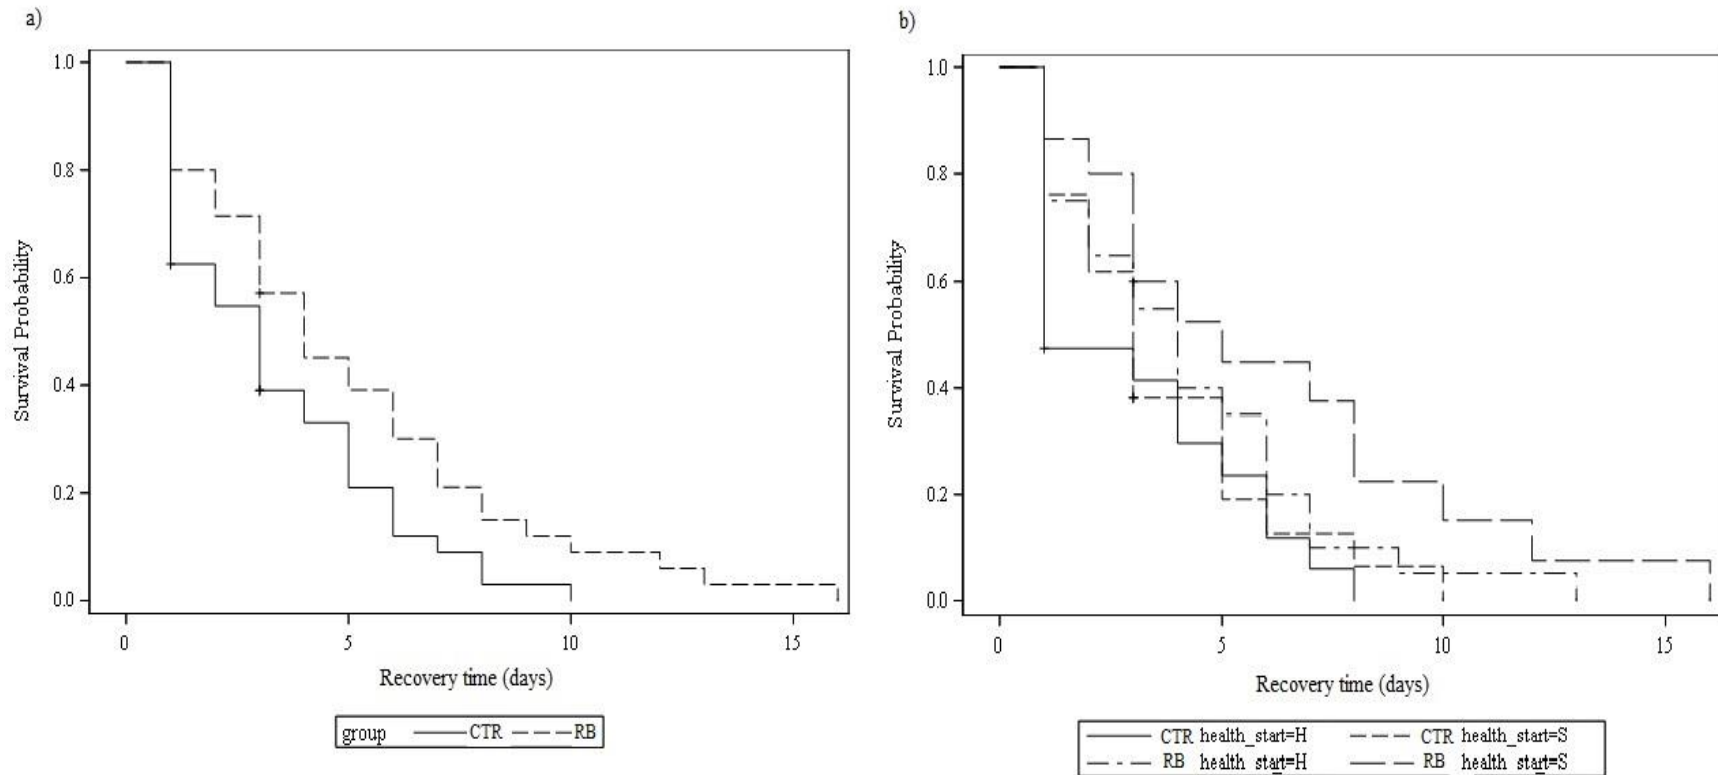 a)
1.0
0.8
0.6
0.4
0.2
0.0
Survival Probability
0 5 10 15
Recovery time (days)
group CTR RB
b)
1.0
0.8
0.6
0.4
0.2
0.0
Survival Probability
0 5 10 15
Recovery time (days)
CTR health_start=H CTR health_start=S
RB health_start=H RB health_start=S